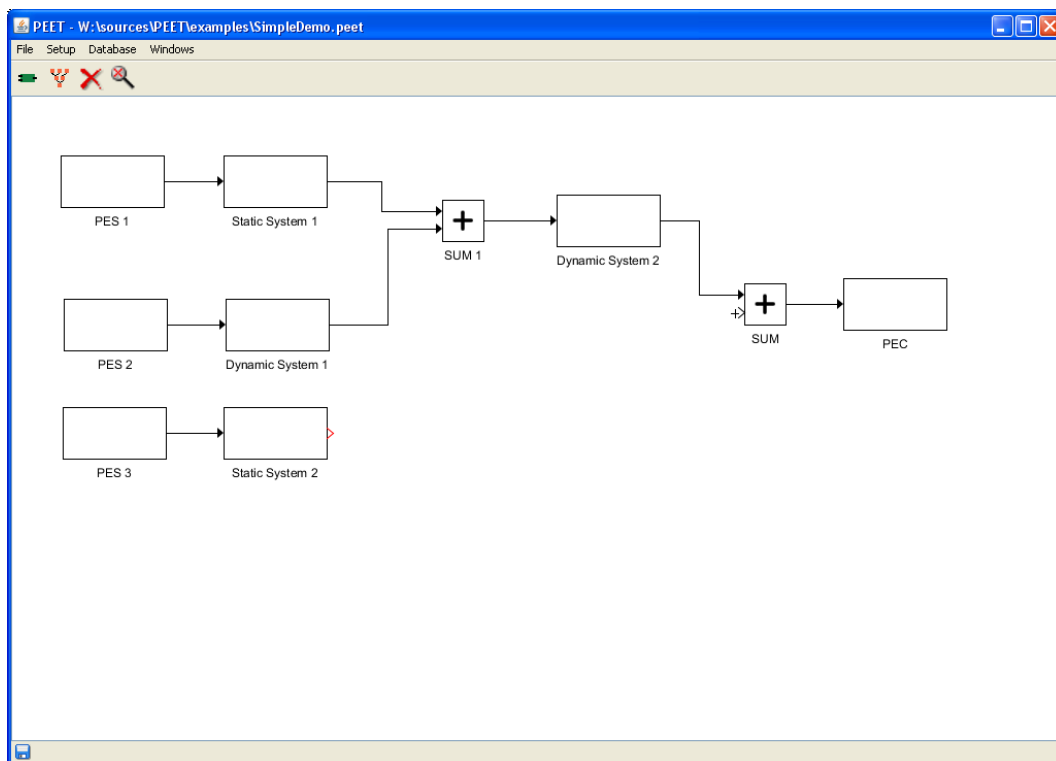 PEET - W:\sources\PEET\examples\SimpleDemo.peet
File Setup Database Windows
PES 1
Static System 1
SUM 1
Dynamic System 2
PES 2
Dynamic System 1
SUM
PEC
PES 3
Static System 2